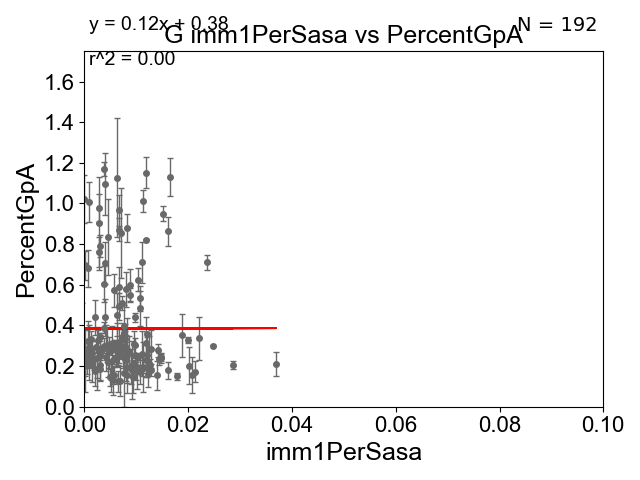 y = 0.12x + 0.38
N = 192
G imm1PerSasa vs PercentGpA
r^2 = 0.00
PercentGpA
1.6
1.4
1.2
1.0
0.8
0.6
0.4
0.2
0.0
0.00 0.02 0.04 0.06 0.08 0.10
imm1PerSasa